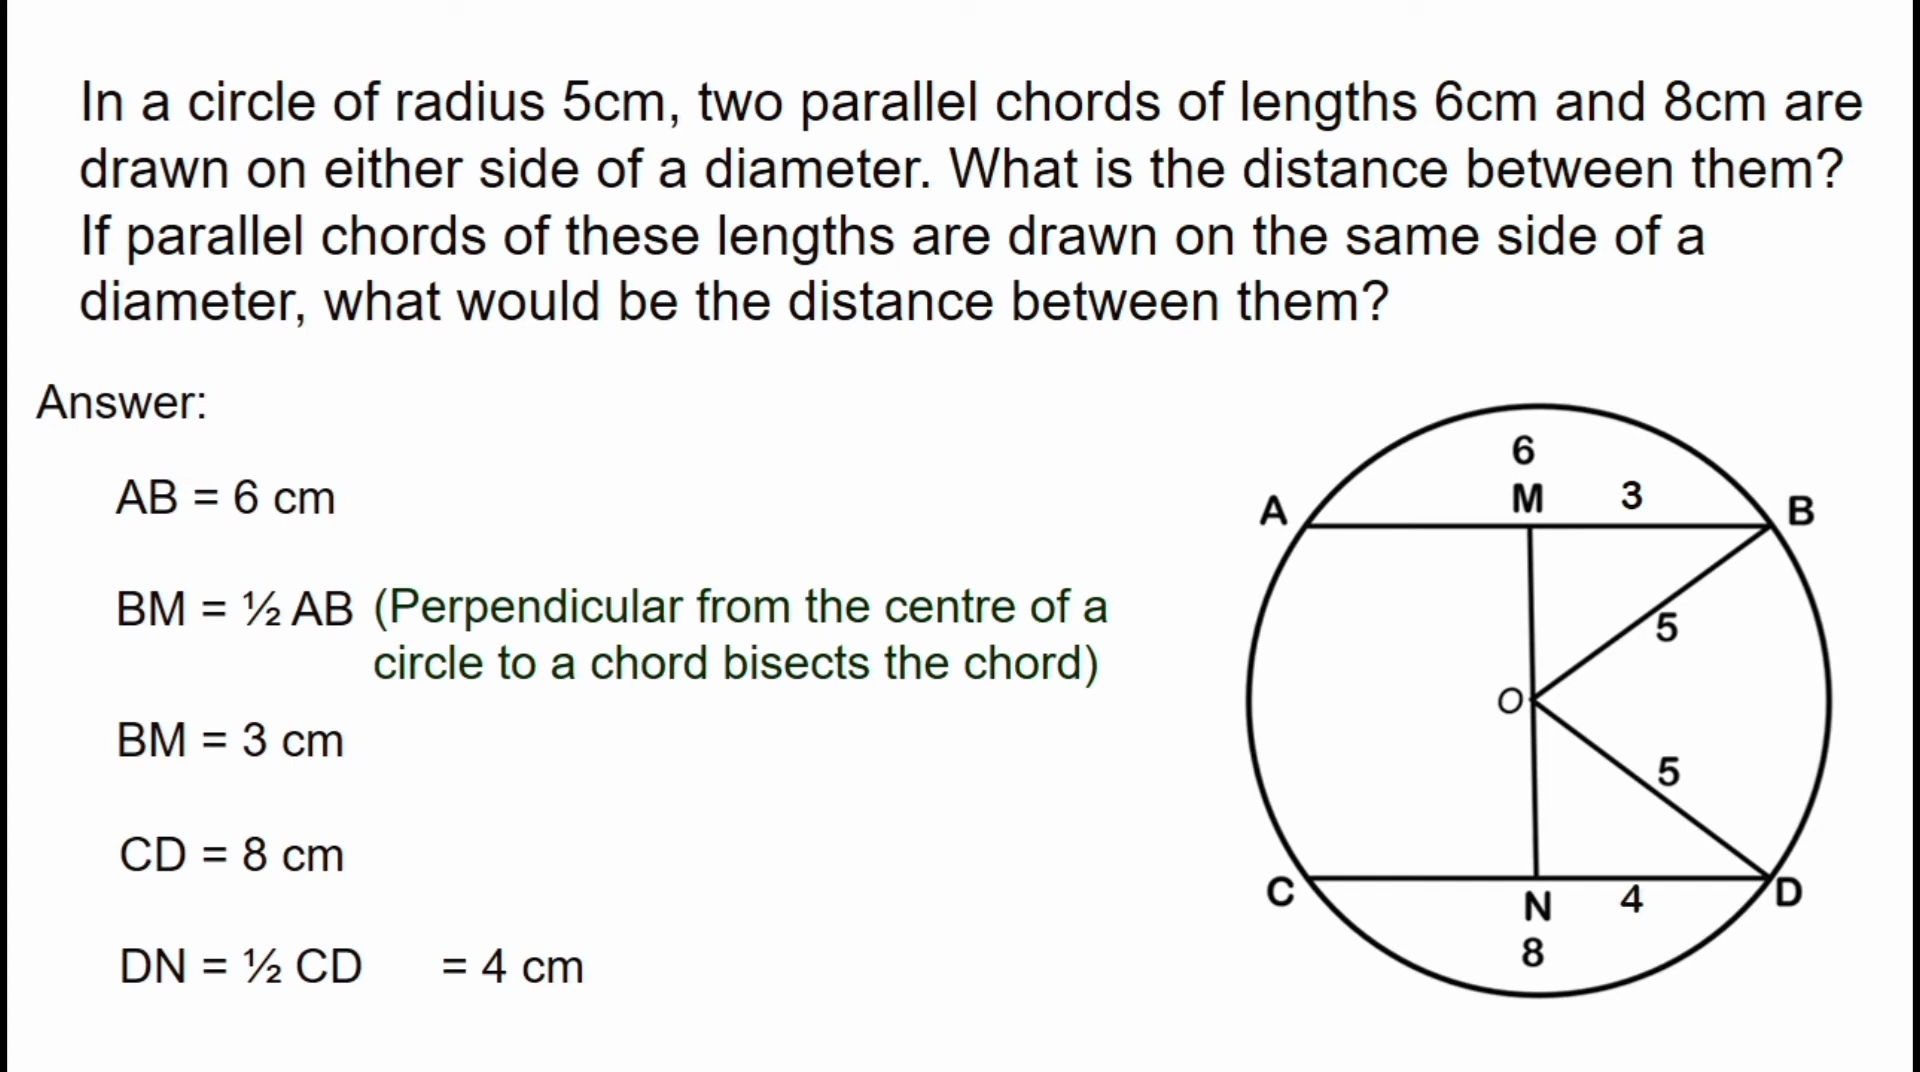 In a circle of radius 5cm, two parallel chords of lengths 6cm and 8cm are
drawn on either side of a diameter. What is the distance between them?
If parallel chords of these lengths are drawn on the same side of a
diameter, what would be the distance between them?
Answer:
AB = 6 cm
BM = ½ AB (Perpendicular from the centre of a
circle to a chord bisects the chord)
BM = 3 cm
CD = 8 cm
DN = ½ CD = 4 cm
6
A M 3 B
5
O
5
C N 4 D
8